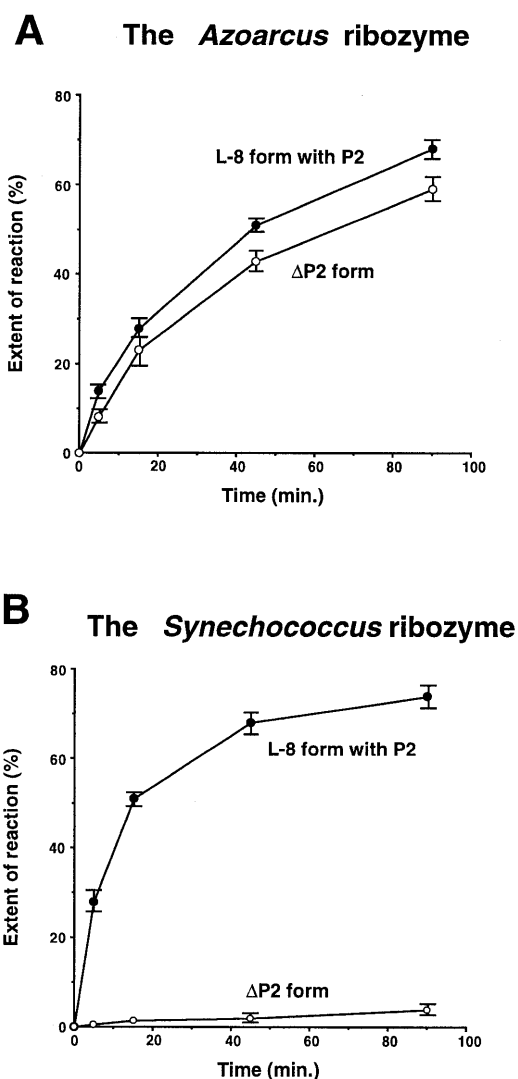 A
The Azoarcus ribozyme
80
60
40
20
0
Extent of reaction (%)
L-8 form with P2
ΔP2 form
0 20 40 60 80 100
Time (min.)
B
The Synechococcus ribozyme
80
60
40
20
0
Extent of reaction (%)
L-8 form with P2
ΔP2 form
0 20 40 60 80 100
Time (min.)